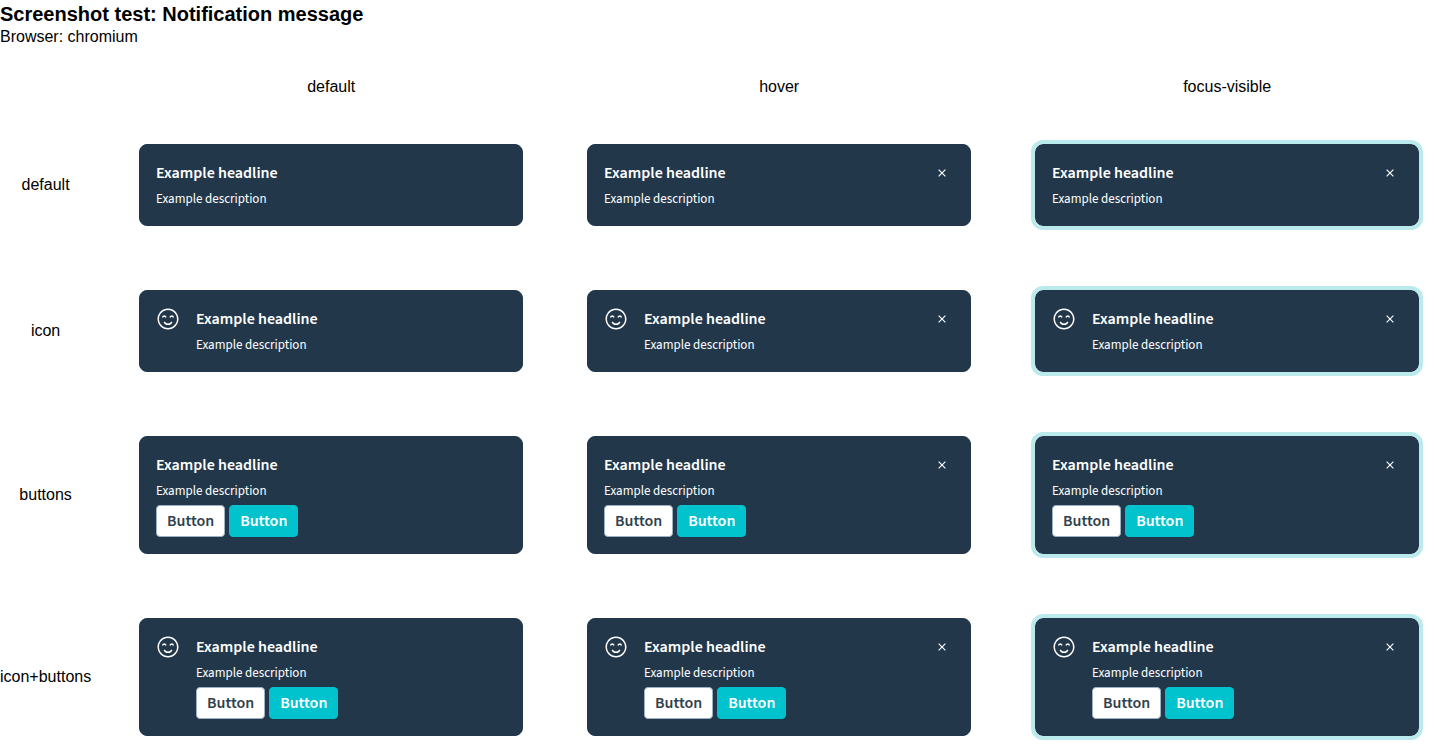 Screenshot test: Notification message
Browser: chromium
default hover focus-visible
default
Example headline
Example description
Example headline
Example description
Example headline
Example description
icon
Example headline
Example description
Example headline
Example description
Example headline
Example description
buttons
Example headline
Example description
Button Button
Example headline
Example description
Button Button
Example headline
Example description
Button Button
icon+buttons
Example headline
Example description
Button Button
Example headline
Example description
Button Button
Example headline
Example description
Button Button